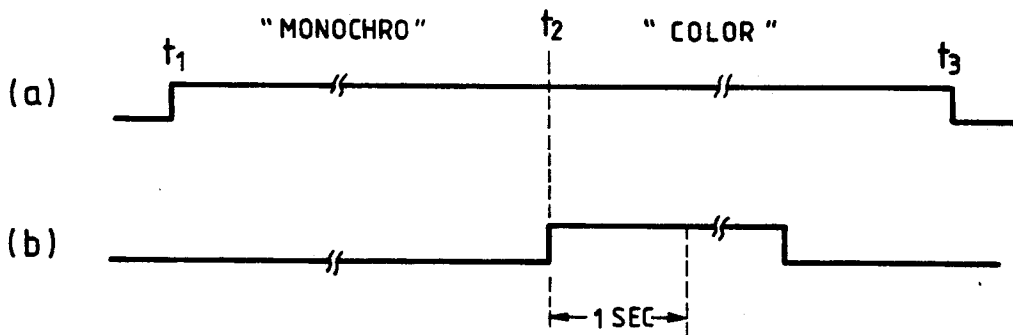 "MONOCHRO" t2 "COLOR"
t1 t3
(a)
(b)
1 SEC